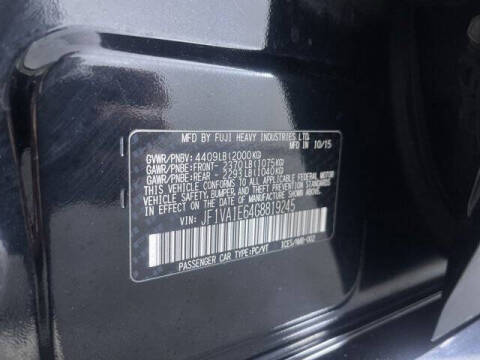 MFD BY FUJI HEAVY INDUSTRIES LTD.
MFD IN 10/15
GVWR/PNBV: 4409LB(2000KG)
GAWR/PNBE:FRONT- 2370LB(1075KG)
GAWR/PNBE:REAR - 2293LB(1040KG)
THIS VEHICLE CONFORMS TO ALL APPLICABLE FEDERAL MOTOR
VEHICLE SAFETY, BUMPER, AND THEFT PREVENTION STANDARDS
IN EFFECT ON THE DATE OF MANUFACTURE SHOWN ABOVE.
VIN: JF1VA1E64G8819245
PASSENGER CAR TYPE:PC/VT